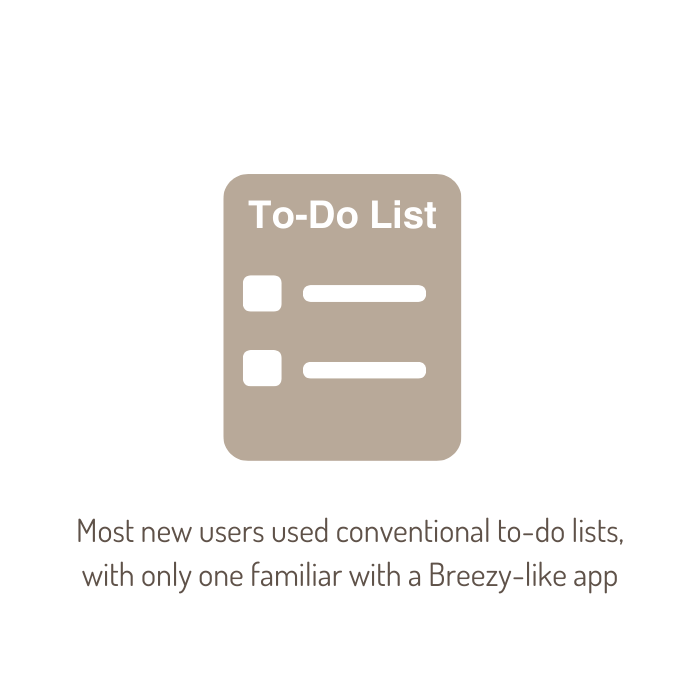 To-Do List
Most new users used conventional to-do lists,
with only one familiar with a Breezy-like app